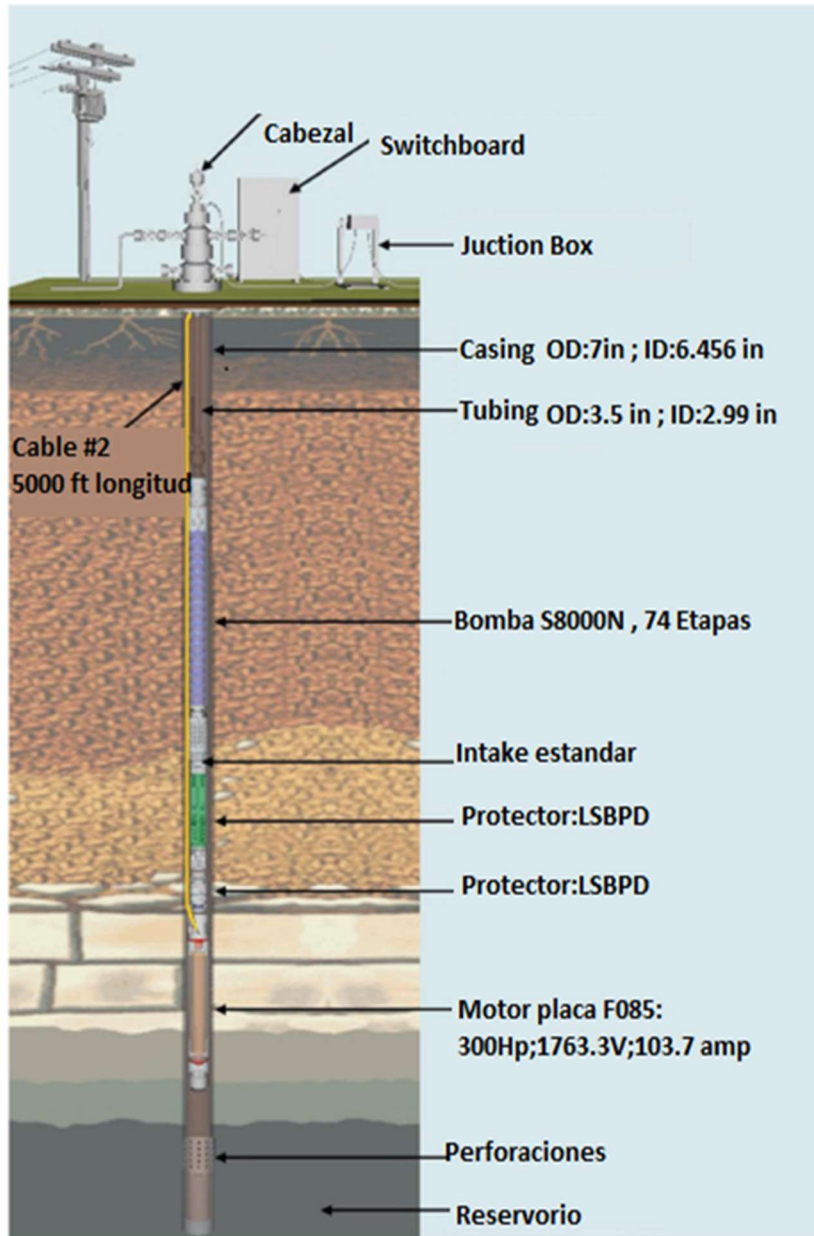 Cabezal
Switchboard
Juction Box
Casing OD:7in ; ID:6.456 in
Tubing OD:3.5 in ; ID:2.99 in
Cable #2
5000 ft longitud
Bomba S8000N , 74 Etapas
Intake estandar
Protector:LSBPD
Protector:LSBPD
Motor placa F085:
300Hp;1763.3V;103.7 amp
Perforaciones
Reservorio